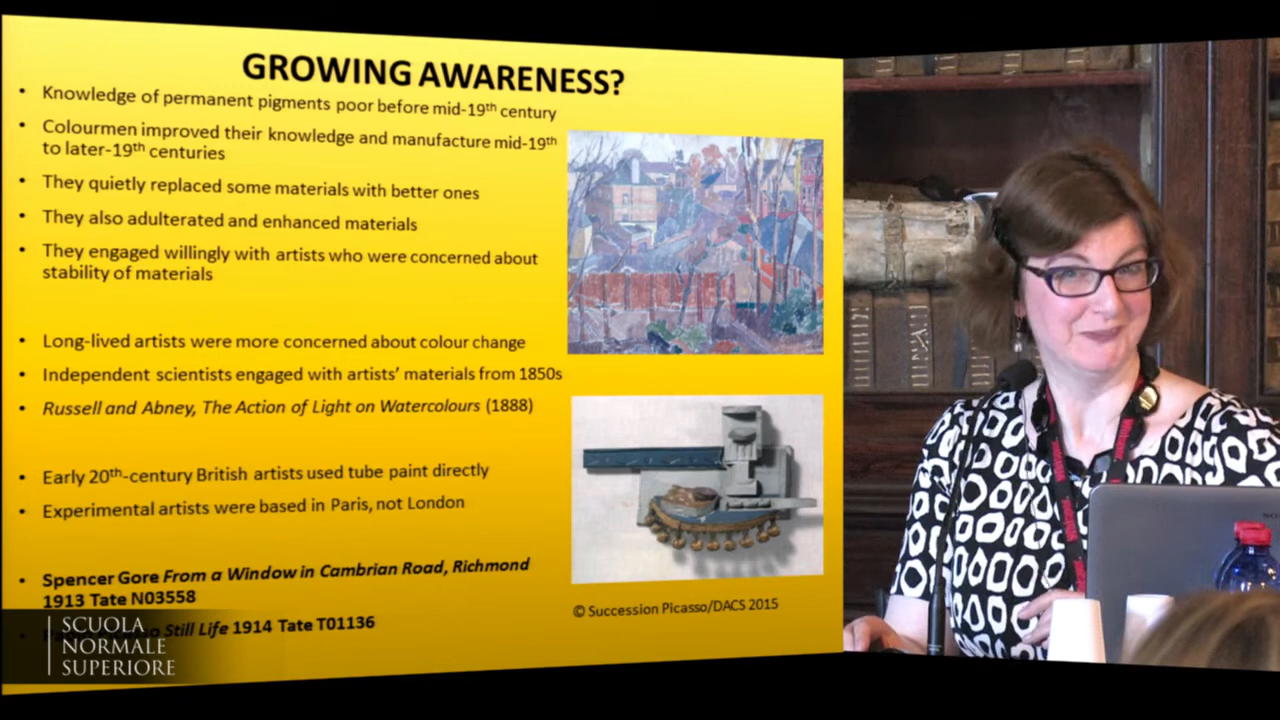 GROWING AWARENESS?
• Knowledge of permanent pigments poor before mid-19th century
• Colourmen improved their knowledge and manufacture mid-19th
to later-19th centuries
• They quietly replaced some materials with better ones
• They also adulterated and enhanced materials
• They engaged willingly with artists who were concerned about
stability of materials
• Long-lived artists were more concerned about colour change
• Independent scientists engaged with artists' materials from 1850s
• Russell and Abney, The Action of Light on Watercolours (1888)
• Early 20th-century British artists used tube paint directly
• Experimental artists were based in Paris, not London
• Spencer Gore From a Window in Cambrian Road, Richmond
1913 Tate N03558
• Still Life 1914 Tate T01136
© Succession Picasso/DACS 2015
SCUOLA
NORMALE
SUPERIORE